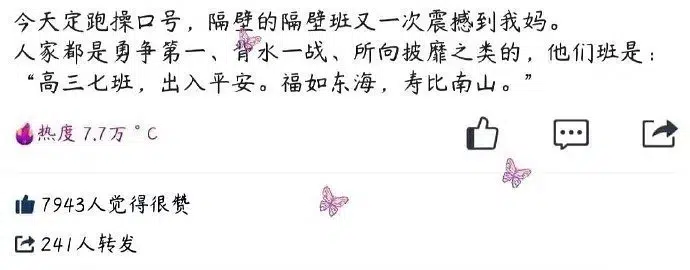 今天定跑操口号，隔壁的隔壁班又一次震撼到我妈。
人家都是勇争第一、背水一战、所向披靡之类的，他们班是：
“高三七班，出入平安。福如东海，寿比南山。”
热度 7.7万°C
7943人觉得很赞
241人转发